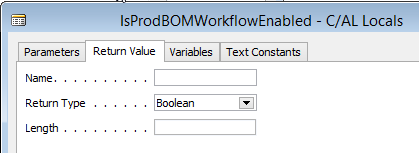 IsProdBOMWorkflowEnabled - C/AL Locals
Parameters Return Value Variables Text Constants
Name. . . . . . . . . .
Return Type . . . . . . Boolean
Length . . . . . . . . .